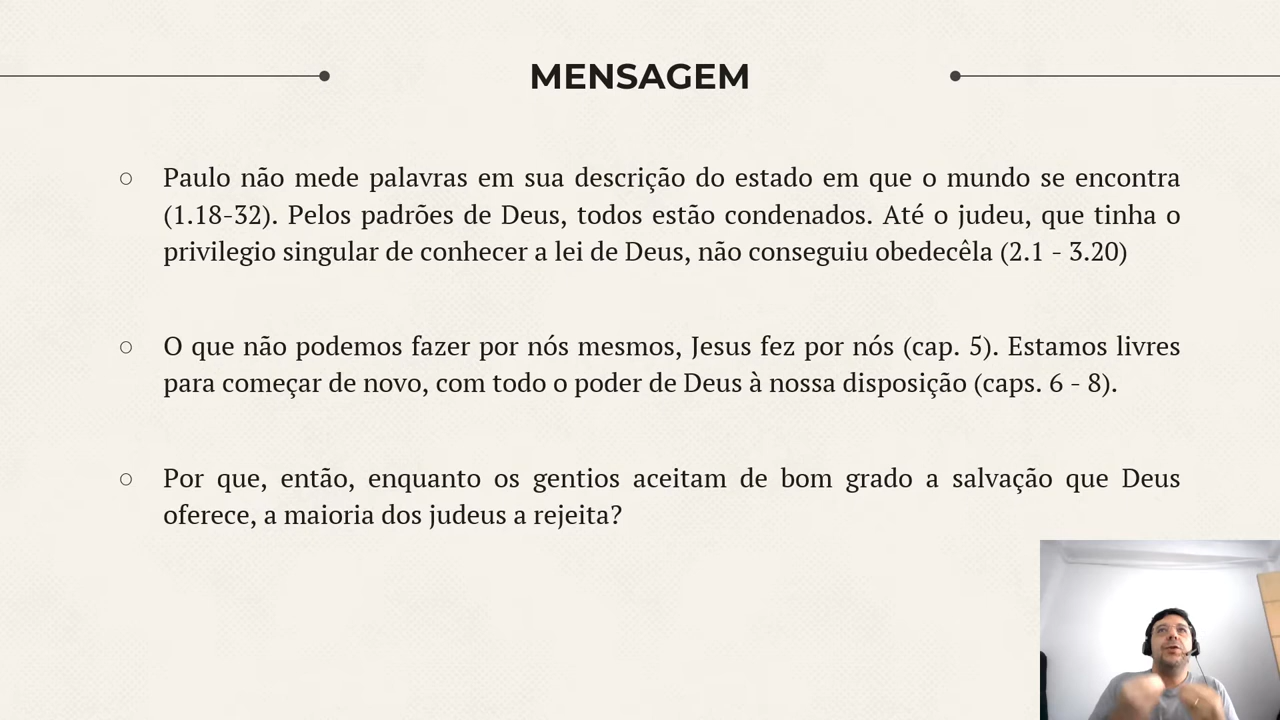 MENSAGEM
○ Paulo não mede palavras em sua descrição do estado em que o mundo se encontra
(1.18-32). Pelos padrões de Deus, todos estão condenados. Até o judeu, que tinha o
privilegio singular de conhecer a lei de Deus, não conseguiu obedecêla (2.1 - 3.20)
○ O que não podemos fazer por nós mesmos, Jesus fez por nós (cap. 5). Estamos livres
para começar de novo, com todo o poder de Deus à nossa disposição (caps. 6 - 8).
○ Por que, então, enquanto os gentios aceitam de bom grado a salvação que Deus
oferece, a maioria dos judeus a rejeita?